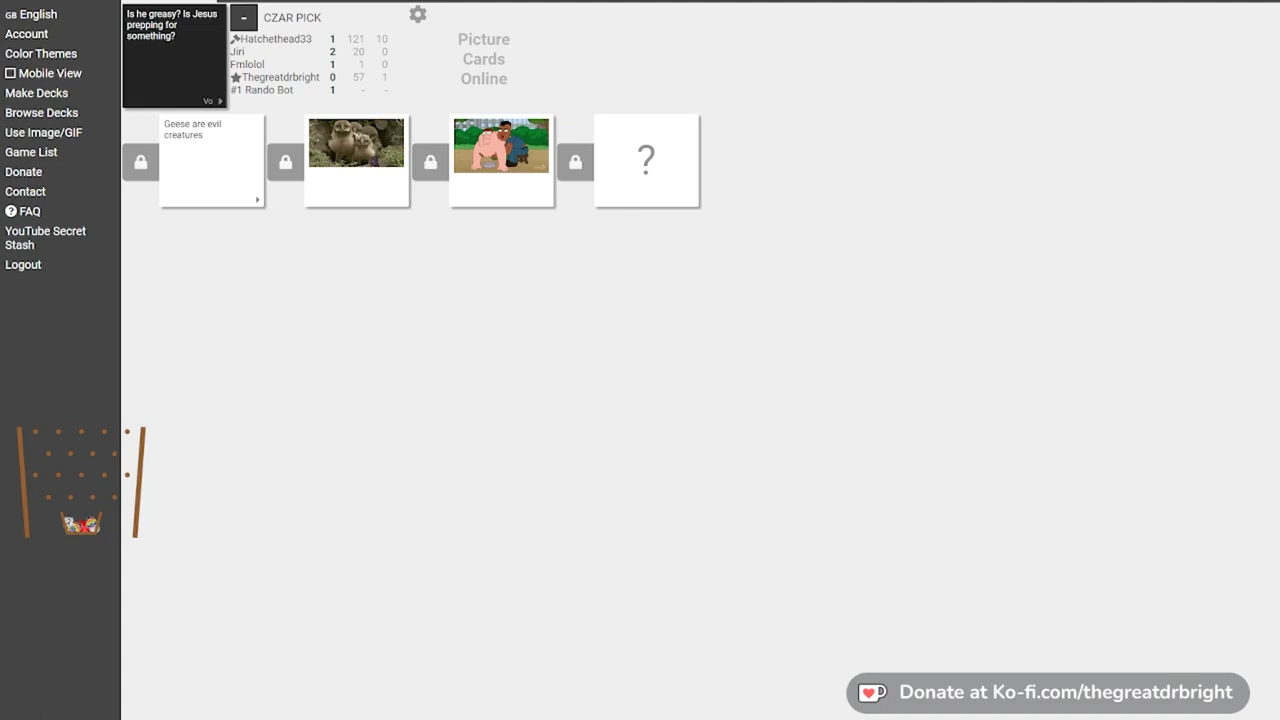 GB English
Account
Color Themes
Mobile View
Make Decks
Browse Decks
Use Image/GIF
Game List
Donate
Contact
FAQ
YouTube Secret
Stash
Logout
Is he greasy? Is Jesus
prepping for
something?
Vo
-
CZAR PICK
Hatchethead33 1 121 10
Jiri 2 20 0
Fmlolol 1 1 0
Thegreatdrbright 0 57 1
#1 Rando Bot 1 - -
Picture
Cards
Online
Geese are evil
creatures
?
Donate at Ko-fi.com/thegreatdrbright